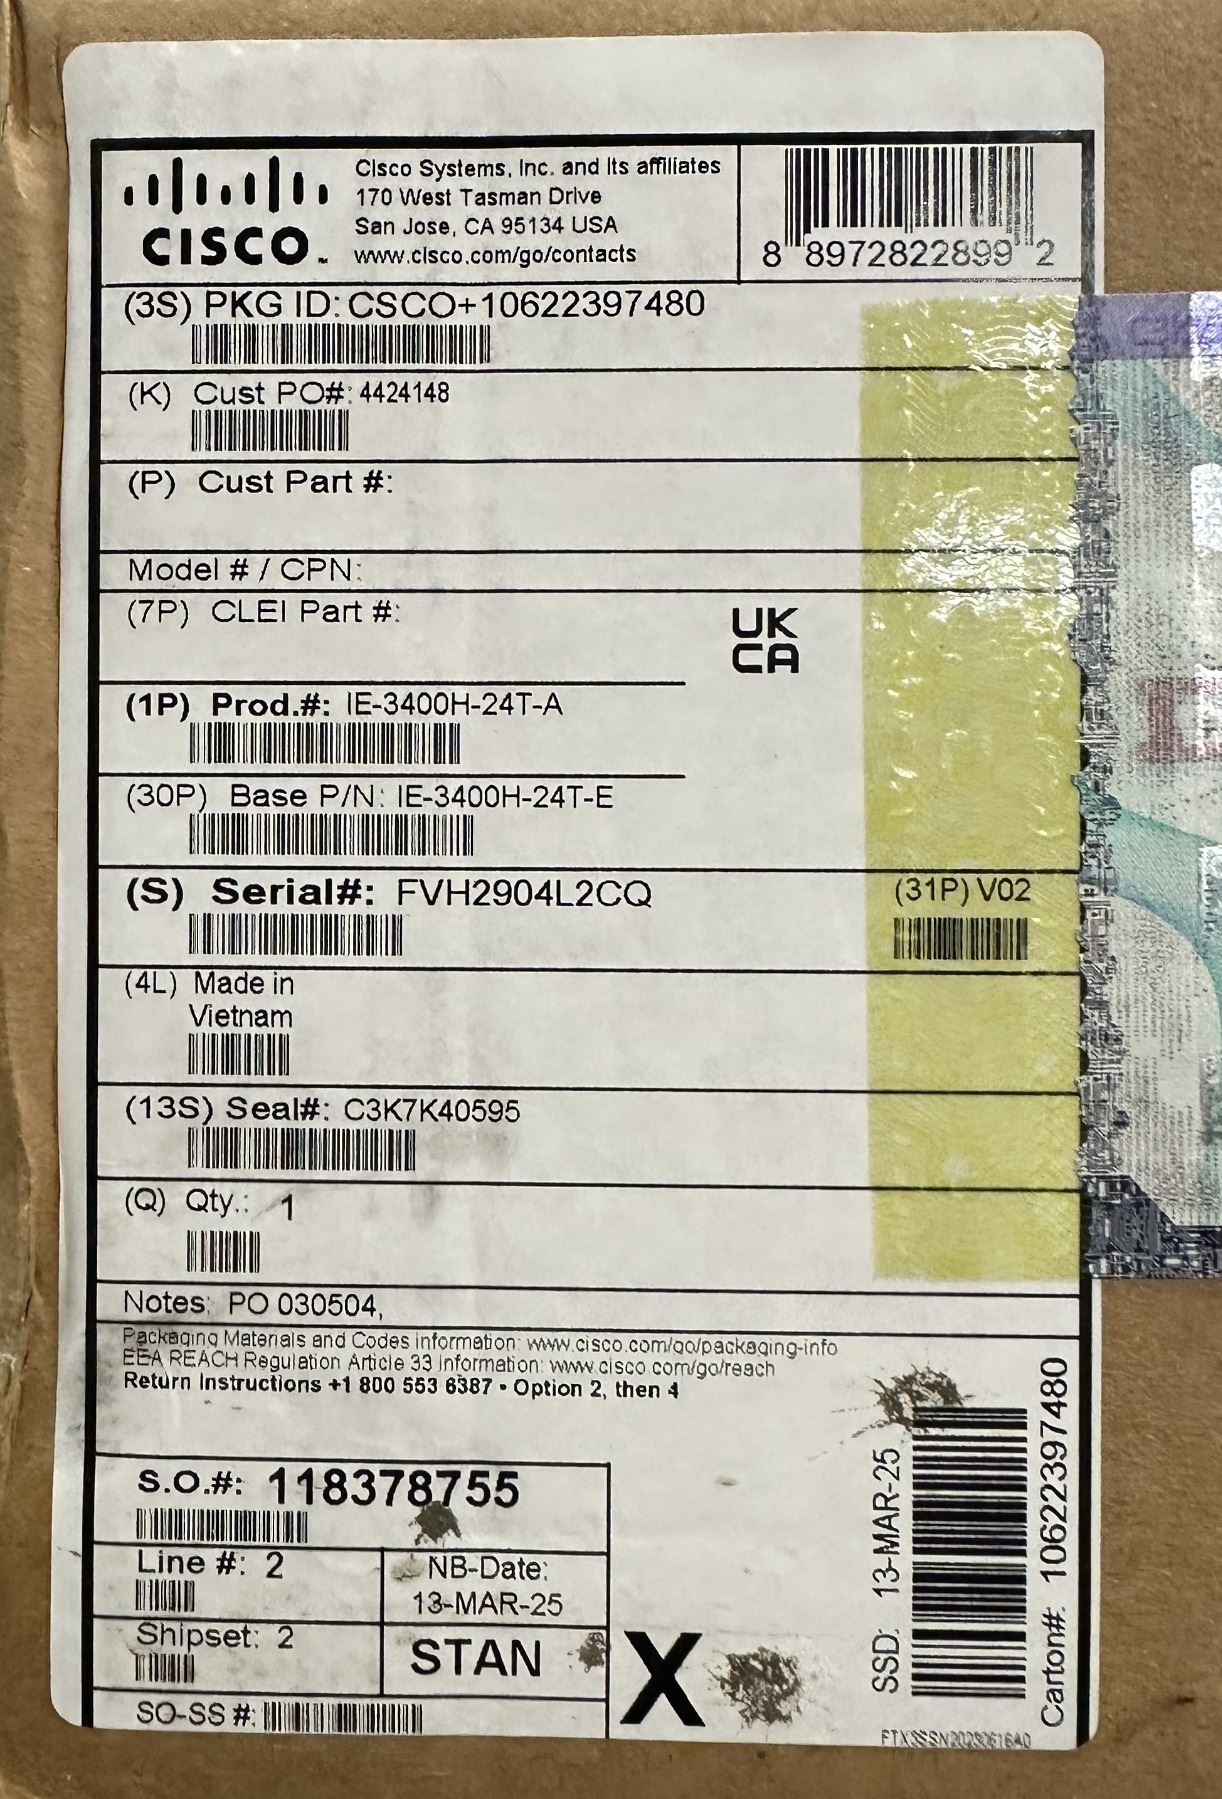 CISCO
Cisco Systems, Inc. and its affiliates
170 West Tasman Drive
San Jose, CA 95134 USA
www.cisco.com/go/contacts
8 89728 22899 2
(3S) PKG ID: CSCO+10622397480
(K) Cust PO#: 4424148
(P) Cust Part #:
Model # / CPN:
(7P) CLEI Part #:
UK
CA
(1P) Prod.#: IE-3400H-24T-A
(30P) Base P/N: IE-3400H-24T-E
(S) Serial#: FVH2904L2CQ
(31P) V02
(4L) Made in
Vietnam
(13S) Seal#: C3K7K40595
(Q) Qty.: 1
Notes: PO 030504,
Packaging Materials and Codes information: www.cisco.com/go/packaging-info
EEA REACH Regulation Article 33 information: www.cisco.com/go/reach
Return Instructions +1 800 553 6387 • Option 2, then 4
S.O.#: 118378755
Line #: 2
NB-Date:
13-MAR-25
Shipset: 2
STAN
SO-SS #:
X
SSD: 13-MAR-25
Carton#: 10622397480